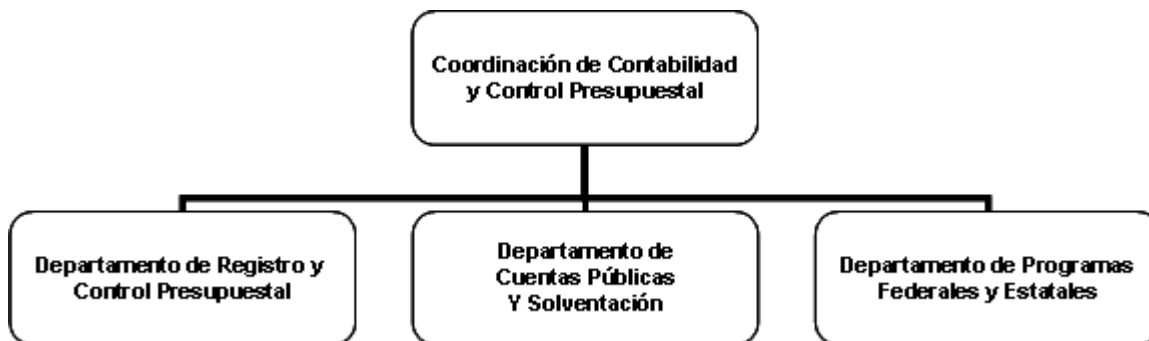 Coordinación de Contabilidad
y Control Presupuestal
Departamento de Registro y
Control Presupuestal
Departamento de
Cuentas Públicas
Y Solventación
Departamento de Programas
Federales y Estatales